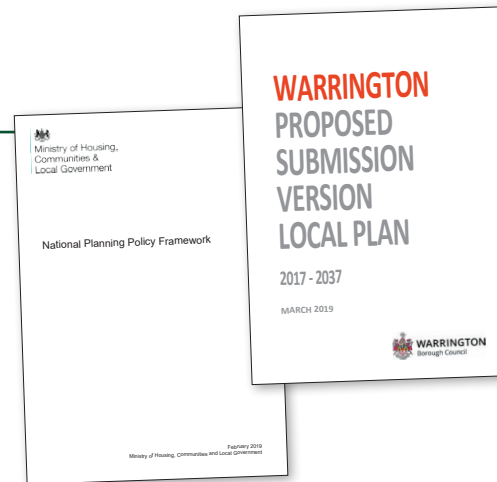 Ministry of Housing,
Communities &
Local Government
National Planning Policy Framework
February 2019
Ministry of Housing, Communities and Local Government
WARRINGTON
PROPOSED
SUBMISSION
VERSION
LOCAL PLAN
2017 - 2037
MARCH 2019
WARRINGTON
Borough Council